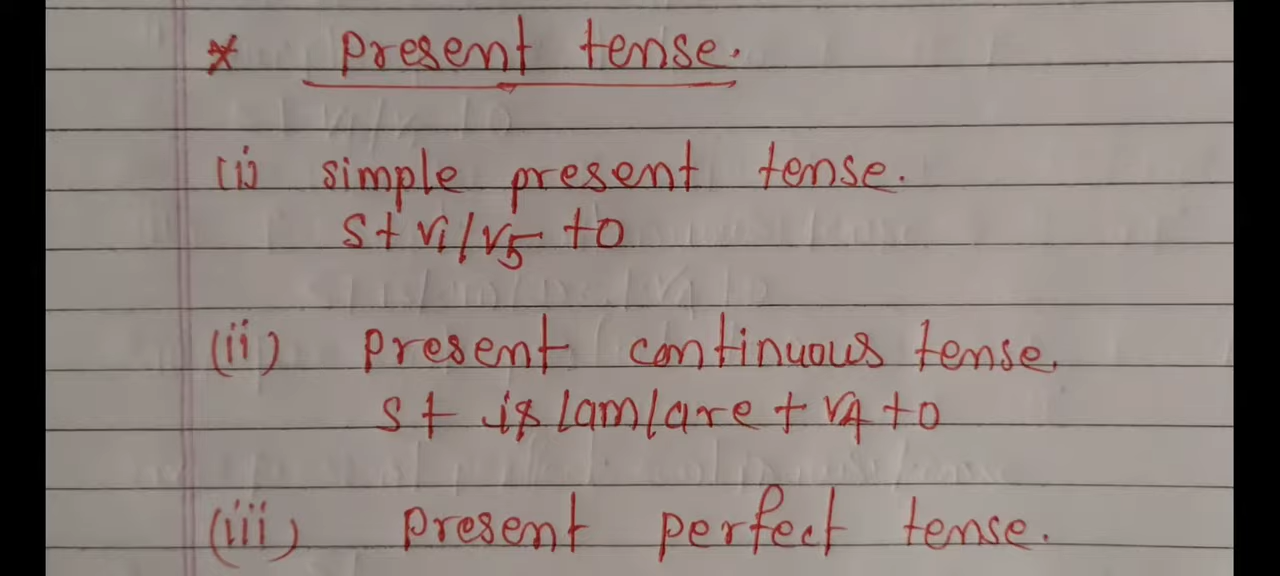 * Present tense.
(i) simple present tense.
S + V1/V5 + O
(ii) Present continuous tense.
S + is/am/are + V4 + O
(iii) Present perfect tense.